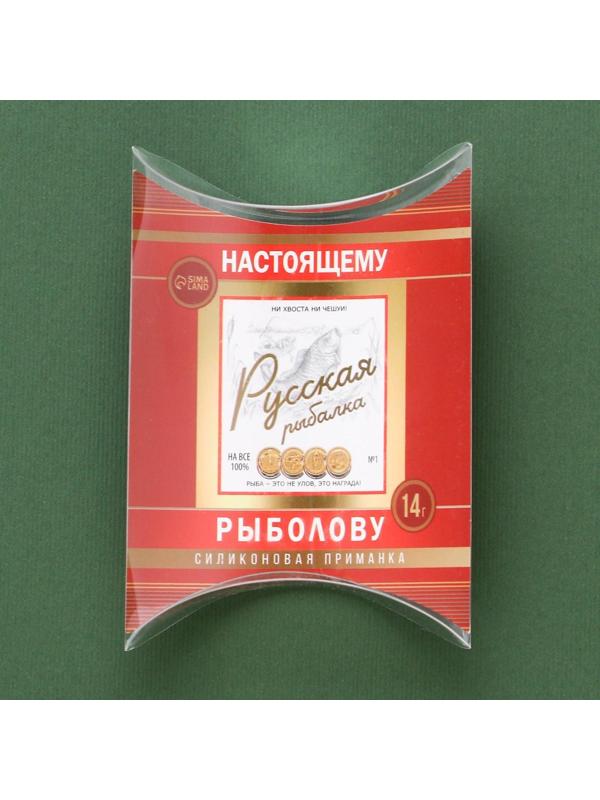 НАСТОЯЩЕМУ
SIMA
LAND
НИ ХВОСТА НИ ЧЕШУИ!
Русская
рыбалка
НА ВСЕ
100%
№1
РЫБА – ЭТО НЕ УЛОВ, ЭТО НАГРАДА!
14г
РЫБОЛОВУ
СИЛИКОНОВАЯ ПРИМАНКА